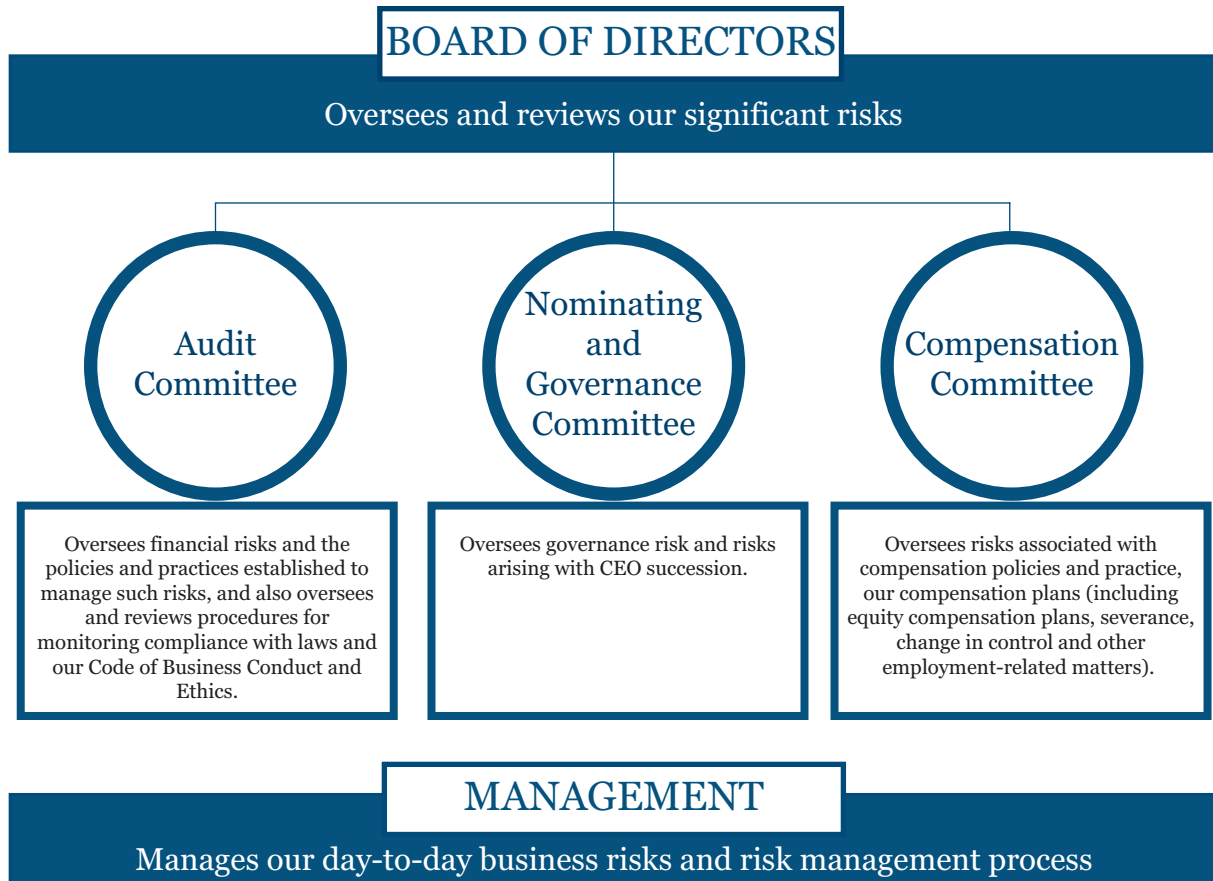 BOARD OF DIRECTORS
Oversees and reviews our significant risks
Audit
Committee
Nominating
and
Governance
Committee
Compensation
Committee
Oversees financial risks and the
policies and practices established to
manage such risks, and also oversees
and reviews procedures for
monitoring compliance with laws and
our Code of Business Conduct and
Ethics.
Oversees governance risk and risks
arising with CEO succession.
Oversees risks associated with
compensation policies and practice,
our compensation plans (including
equity compensation plans, severance,
change in control and other
employment-related matters).
MANAGEMENT
Manages our day-to-day business risks and risk management process